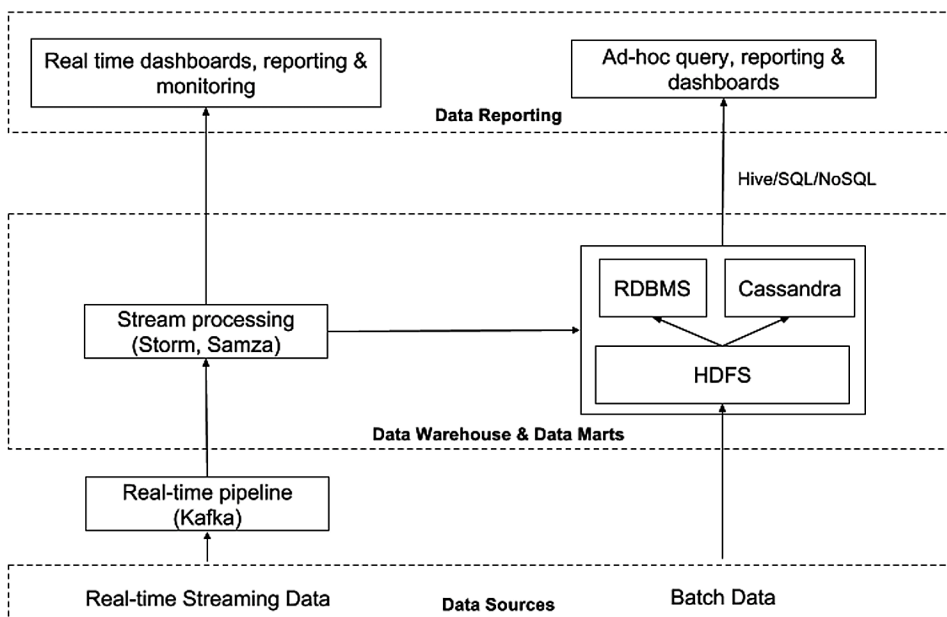 Real time dashboards, reporting &
monitoring
Ad-hoc query, reporting &
dashboards
Data Reporting
Hive/SQL/NoSQL
RDBMS
Cassandra
Stream processing
(Storm, Samza)
HDFS
Data Warehouse & Data Marts
Real-time pipeline
(Kafka)
Real-time Streaming Data
Data Sources
Batch Data